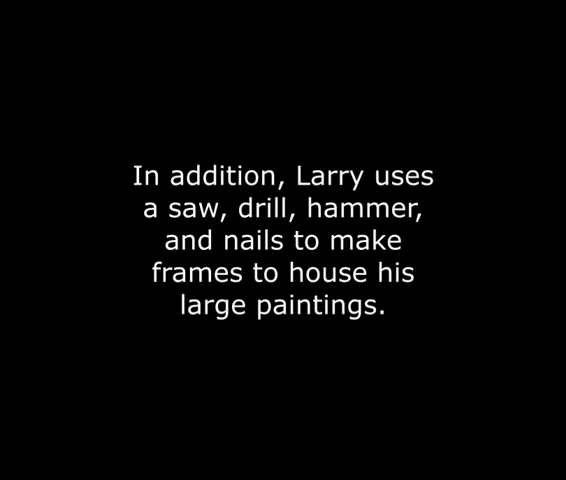 In addition, Larry uses
a saw, drill, hammer,
and nails to make
frames to house his
large paintings.